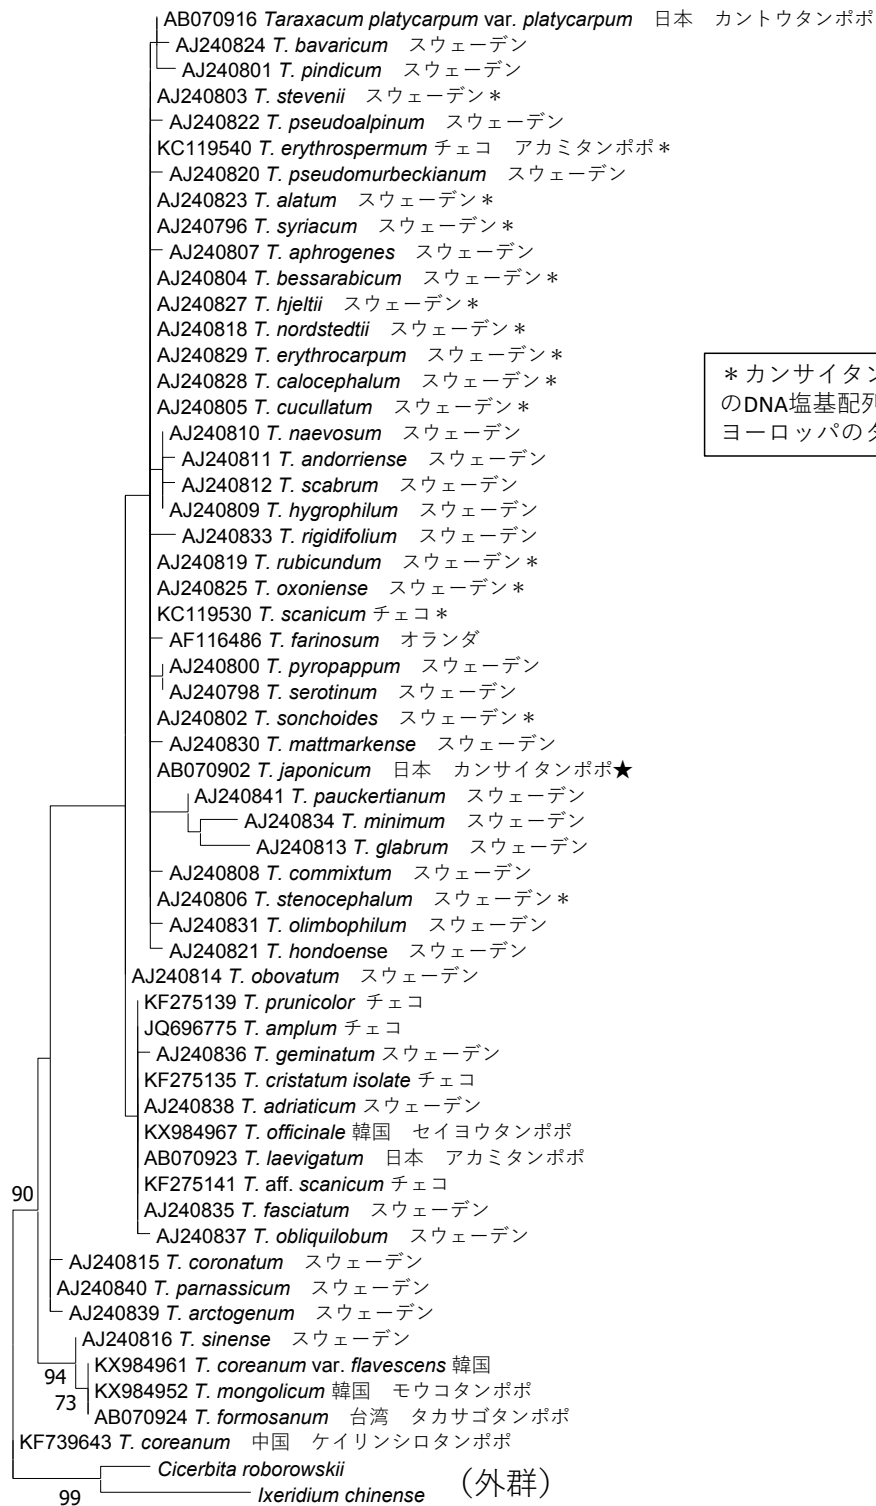 AB070916 Taraxacum platycarpum var. platycarpum　日本　カントウタンポポ
AJ240824 T. bavaricum　スウェーデン
AJ240801 T. pindicum　スウェーデン
AJ240803 T. stevenii　スウェーデン＊
AJ240822 T. pseudoalpinum　スウェーデン
KC119540 T. erythrospermum チェコ　アカミタンポポ＊
AJ240820 T. pseudomurbeckianum　スウェーデン
AJ240823 T. alatum　スウェーデン＊
AJ240796 T. syriacum　スウェーデン＊
AJ240807 T. aphrogenes　スウェーデン
AJ240804 T. bessarabicum　スウェーデン＊
AJ240827 T. hjeltii　スウェーデン＊
AJ240818 T. nordstedtii　スウェーデン＊
AJ240829 T. erythrocarpum　スウェーデン＊
AJ240828 T. calocephalum　スウェーデン＊
AJ240805 T. cucullatum　スウェーデン＊
＊カンサイタン
のDNA塩基配列
ヨーロッパのタ
AJ240810 T. naevosum　スウェーデン
AJ240811 T. andorriense　スウェーデン
AJ240812 T. scabrum　スウェーデン
AJ240809 T. hygrophilum　スウェーデン
AJ240833 T. rigidifolium　スウェーデン
AJ240819 T. rubicundum　スウェーデン＊
AJ240825 T. oxoniense　スウェーデン＊
KC119530 T. scanicum チェコ＊
AF116486 T. farinosum　オランダ
AJ240800 T. pyropappum　スウェーデン
AJ240798 T. serotinum　スウェーデン
AJ240802 T. sonchoides　スウェーデン＊
AJ240830 T. mattmarkense　スウェーデン
AB070902 T. japonicum　日本　カンサイタンポポ★
AJ240841 T. pauckertianum　スウェーデン
AJ240834 T. minimum　スウェーデン
AJ240813 T. glabrum　スウェーデン
AJ240808 T. commixtum　スウェーデン
AJ240806 T. stenocephalum　スウェーデン＊
AJ240831 T. olimbophilum　スウェーデン
AJ240821 T. hondoense　スウェーデン
AJ240814 T. obovatum　スウェーデン
KF275139 T. prunicolor チェコ
JQ696775 T. amplum チェコ
AJ240836 T. geminatum スウェーデン
KF275135 T. cristatum isolate チェコ
AJ240838 T. adriaticum スウェーデン
KX984967 T. officinale 韓国　セイヨウタンポポ
AB070923 T. laevigatum　日本　アカミタンポポ
KF275141 T. aff. scanicum チェコ
90
AJ240835 T. fasciatum　スウェーデン
AJ240837 T. obliquilobum　スウェーデン
AJ240815 T. coronatum　スウェーデン
AJ240840 T. parnassicum　スウェーデン
AJ240839 T. arctogenum　スウェーデン
AJ240816 T. sinense　スウェーデン
KX984961 T. coreanum var. flavescens 韓国
94
KX984952 T. mongolicum 韓国　モウコタンポポ
73
AB070924 T. formosanum　台湾　タカサゴタンポポ
KF739643 T. coreanum　中国　ケイリンシロタンポポ
Cicerbita roborowskii
（外群）
99
Ixeridium chinense